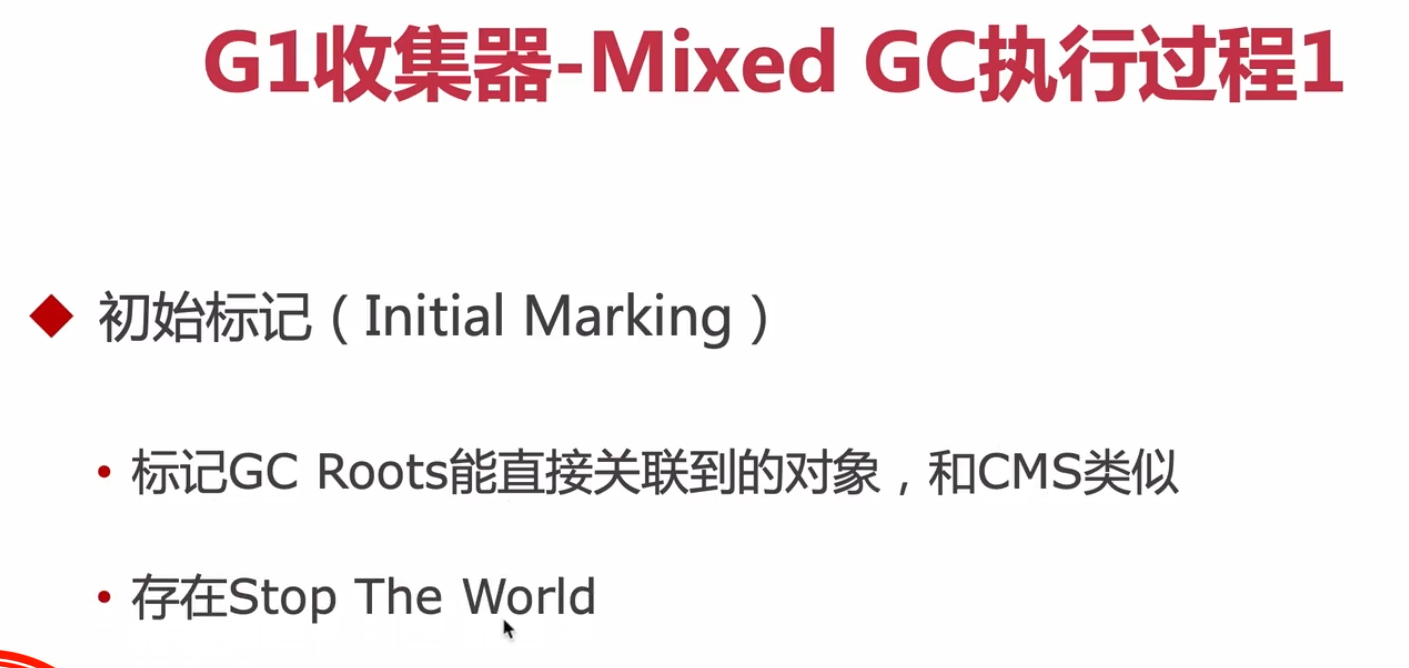 G1收集器-Mixed GC执行过程1
初始标记（Initial Marking）
标记GC Roots能直接关联到的对象，和CMS类似
存在Stop The World